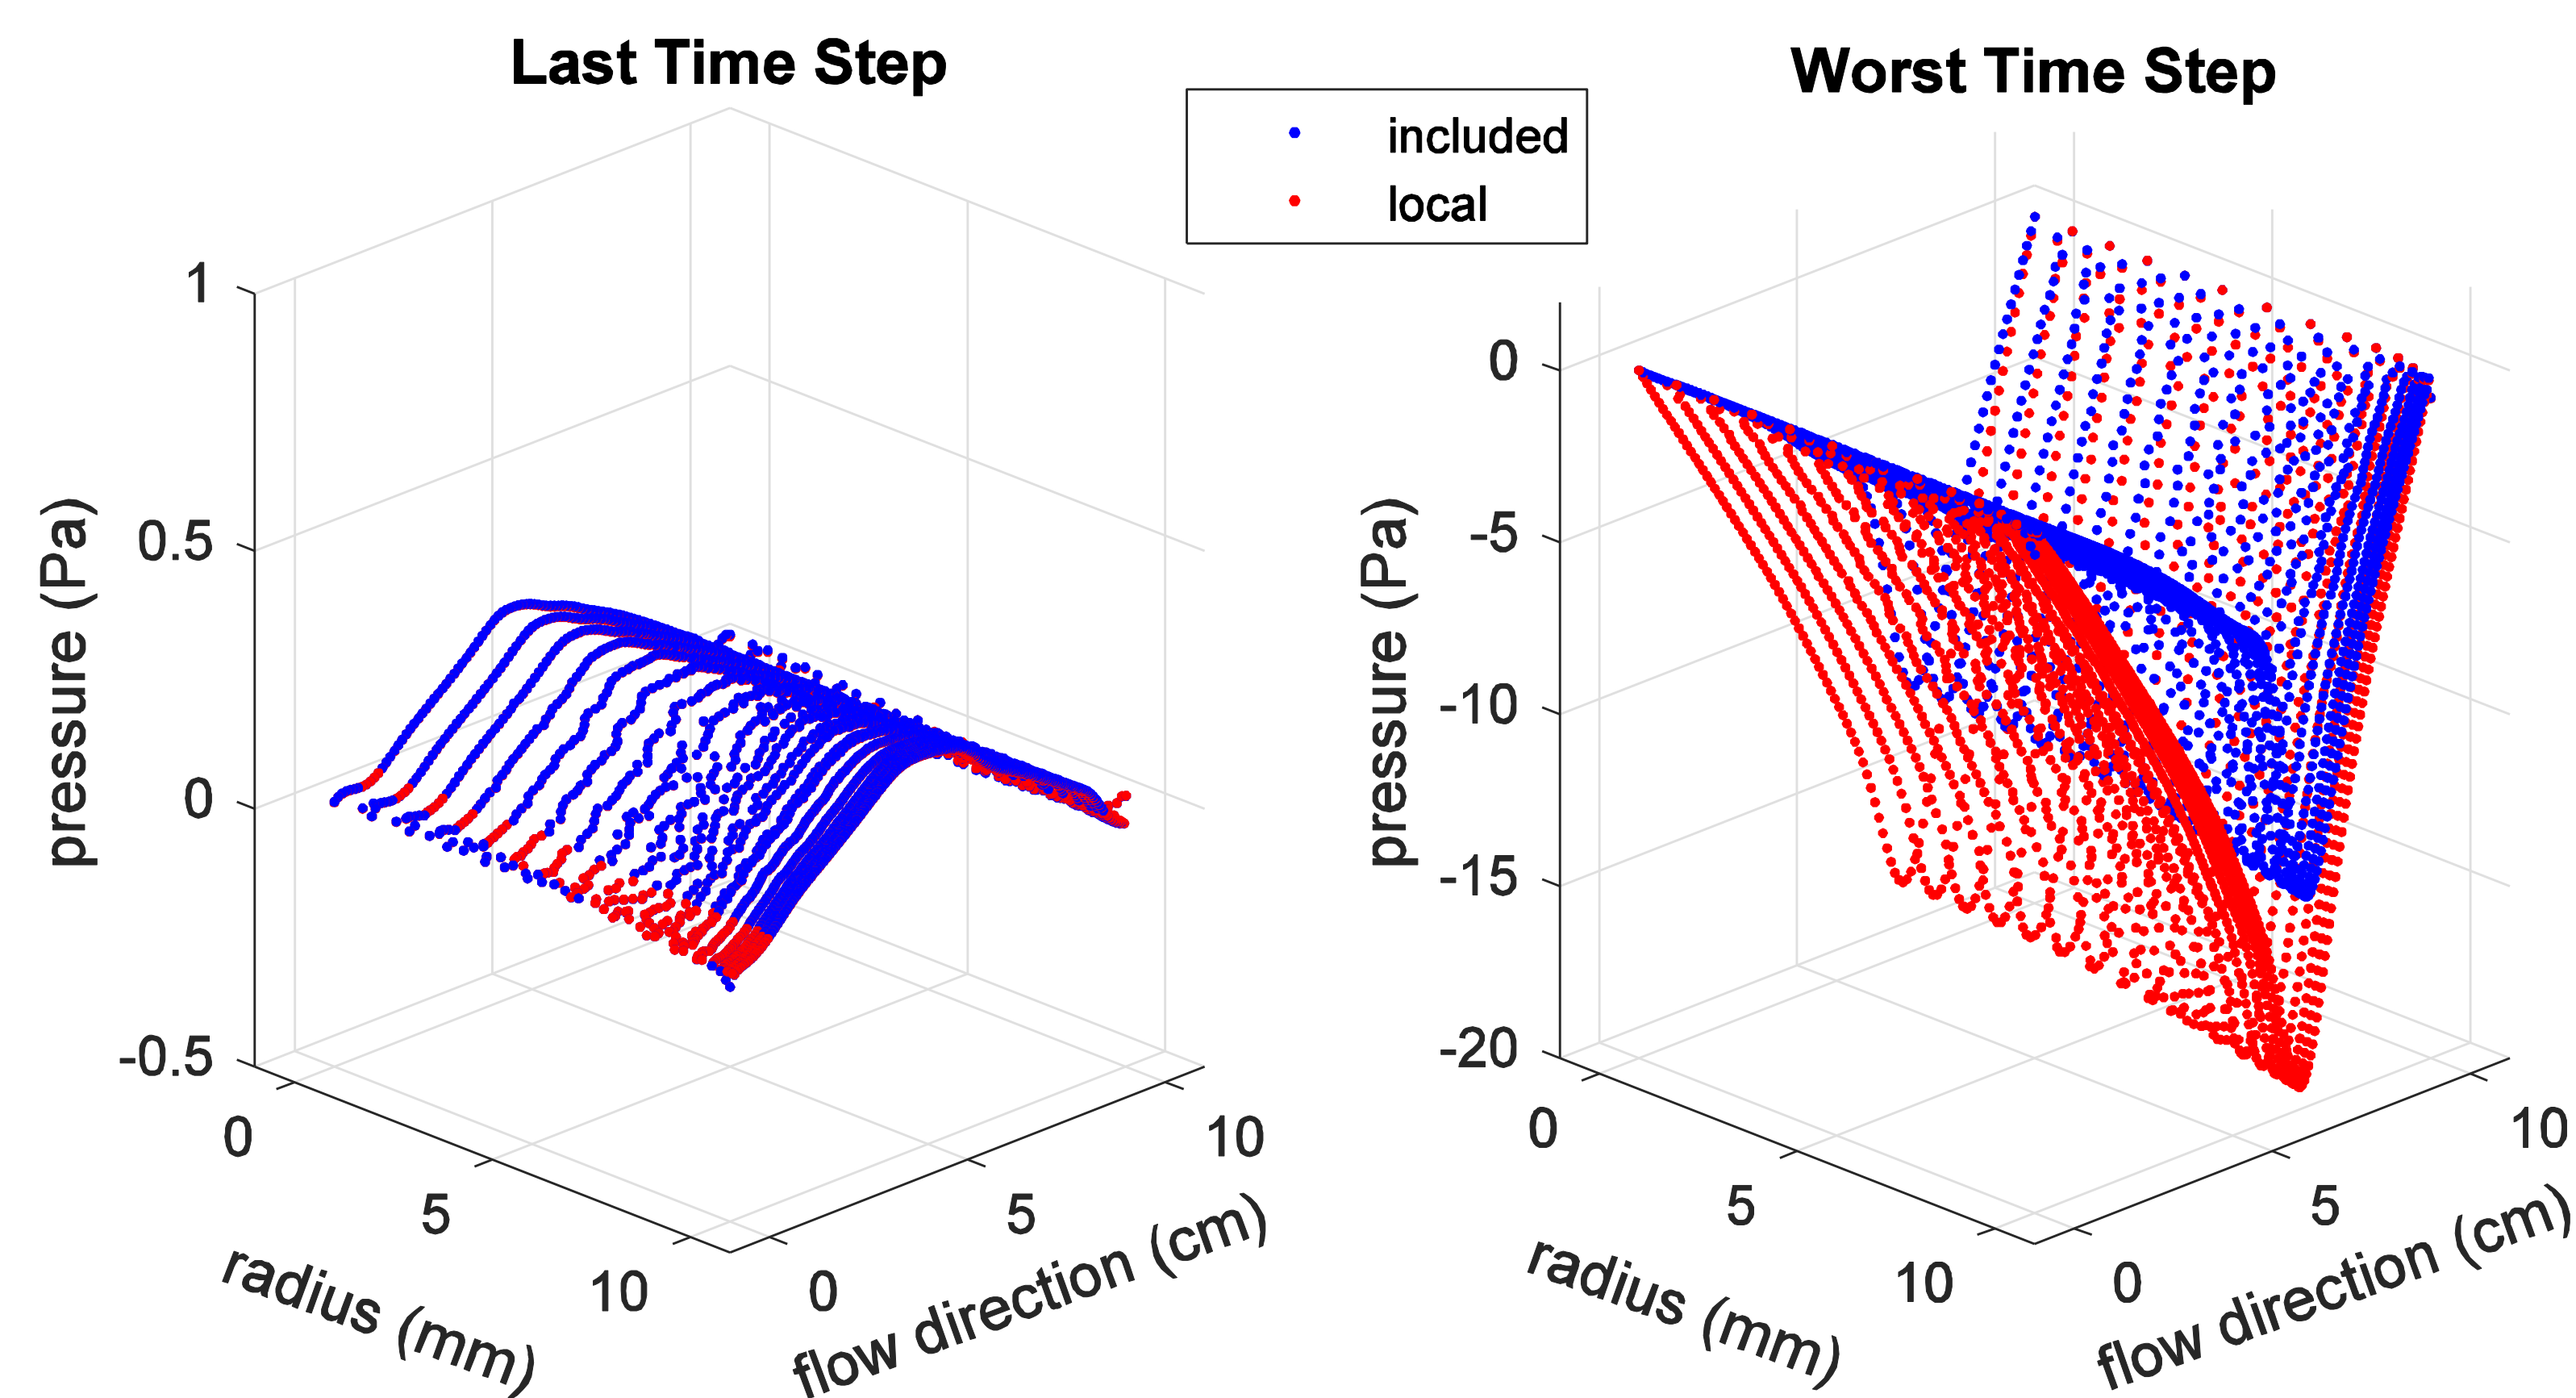 Last Time Step
Worst Time Step
included
local
pressure (Pa)
1
0.5
0
-0.5
0
5
10
radius (mm)
0
5
10
flow direction (cm)
pressure (Pa)
0
-5
-10
-15
-20
0
5
10
radius (mm)
0
5
10
flow direction (cm)